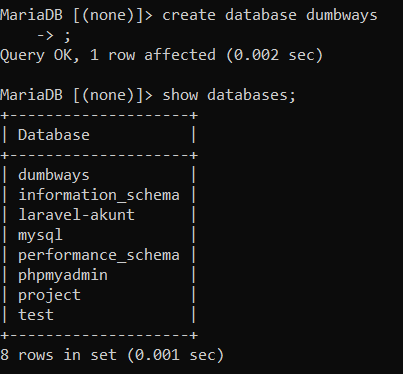 MariaDB [(none)]> create database dumbways
    -> ;
Query OK, 1 row affected (0.002 sec)

MariaDB [(none)]> show databases;
+--------------------+
| Database           |
+--------------------+
| dumbways           |
| information_schema |
| laravel-akunt      |
| mysql              |
| performance_schema |
| phpmyadmin         |
| project            |
| test               |
+--------------------+
8 rows in set (0.001 sec)